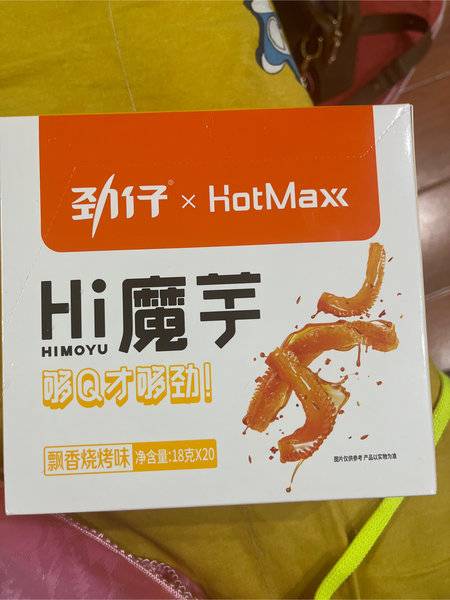 劲仔® × HotMaxx
Hi魔芋
HIMOYU
够Q才够劲!
飘香烧烤味 净含量:18克X20
图片仅供参考 产品以实物为准